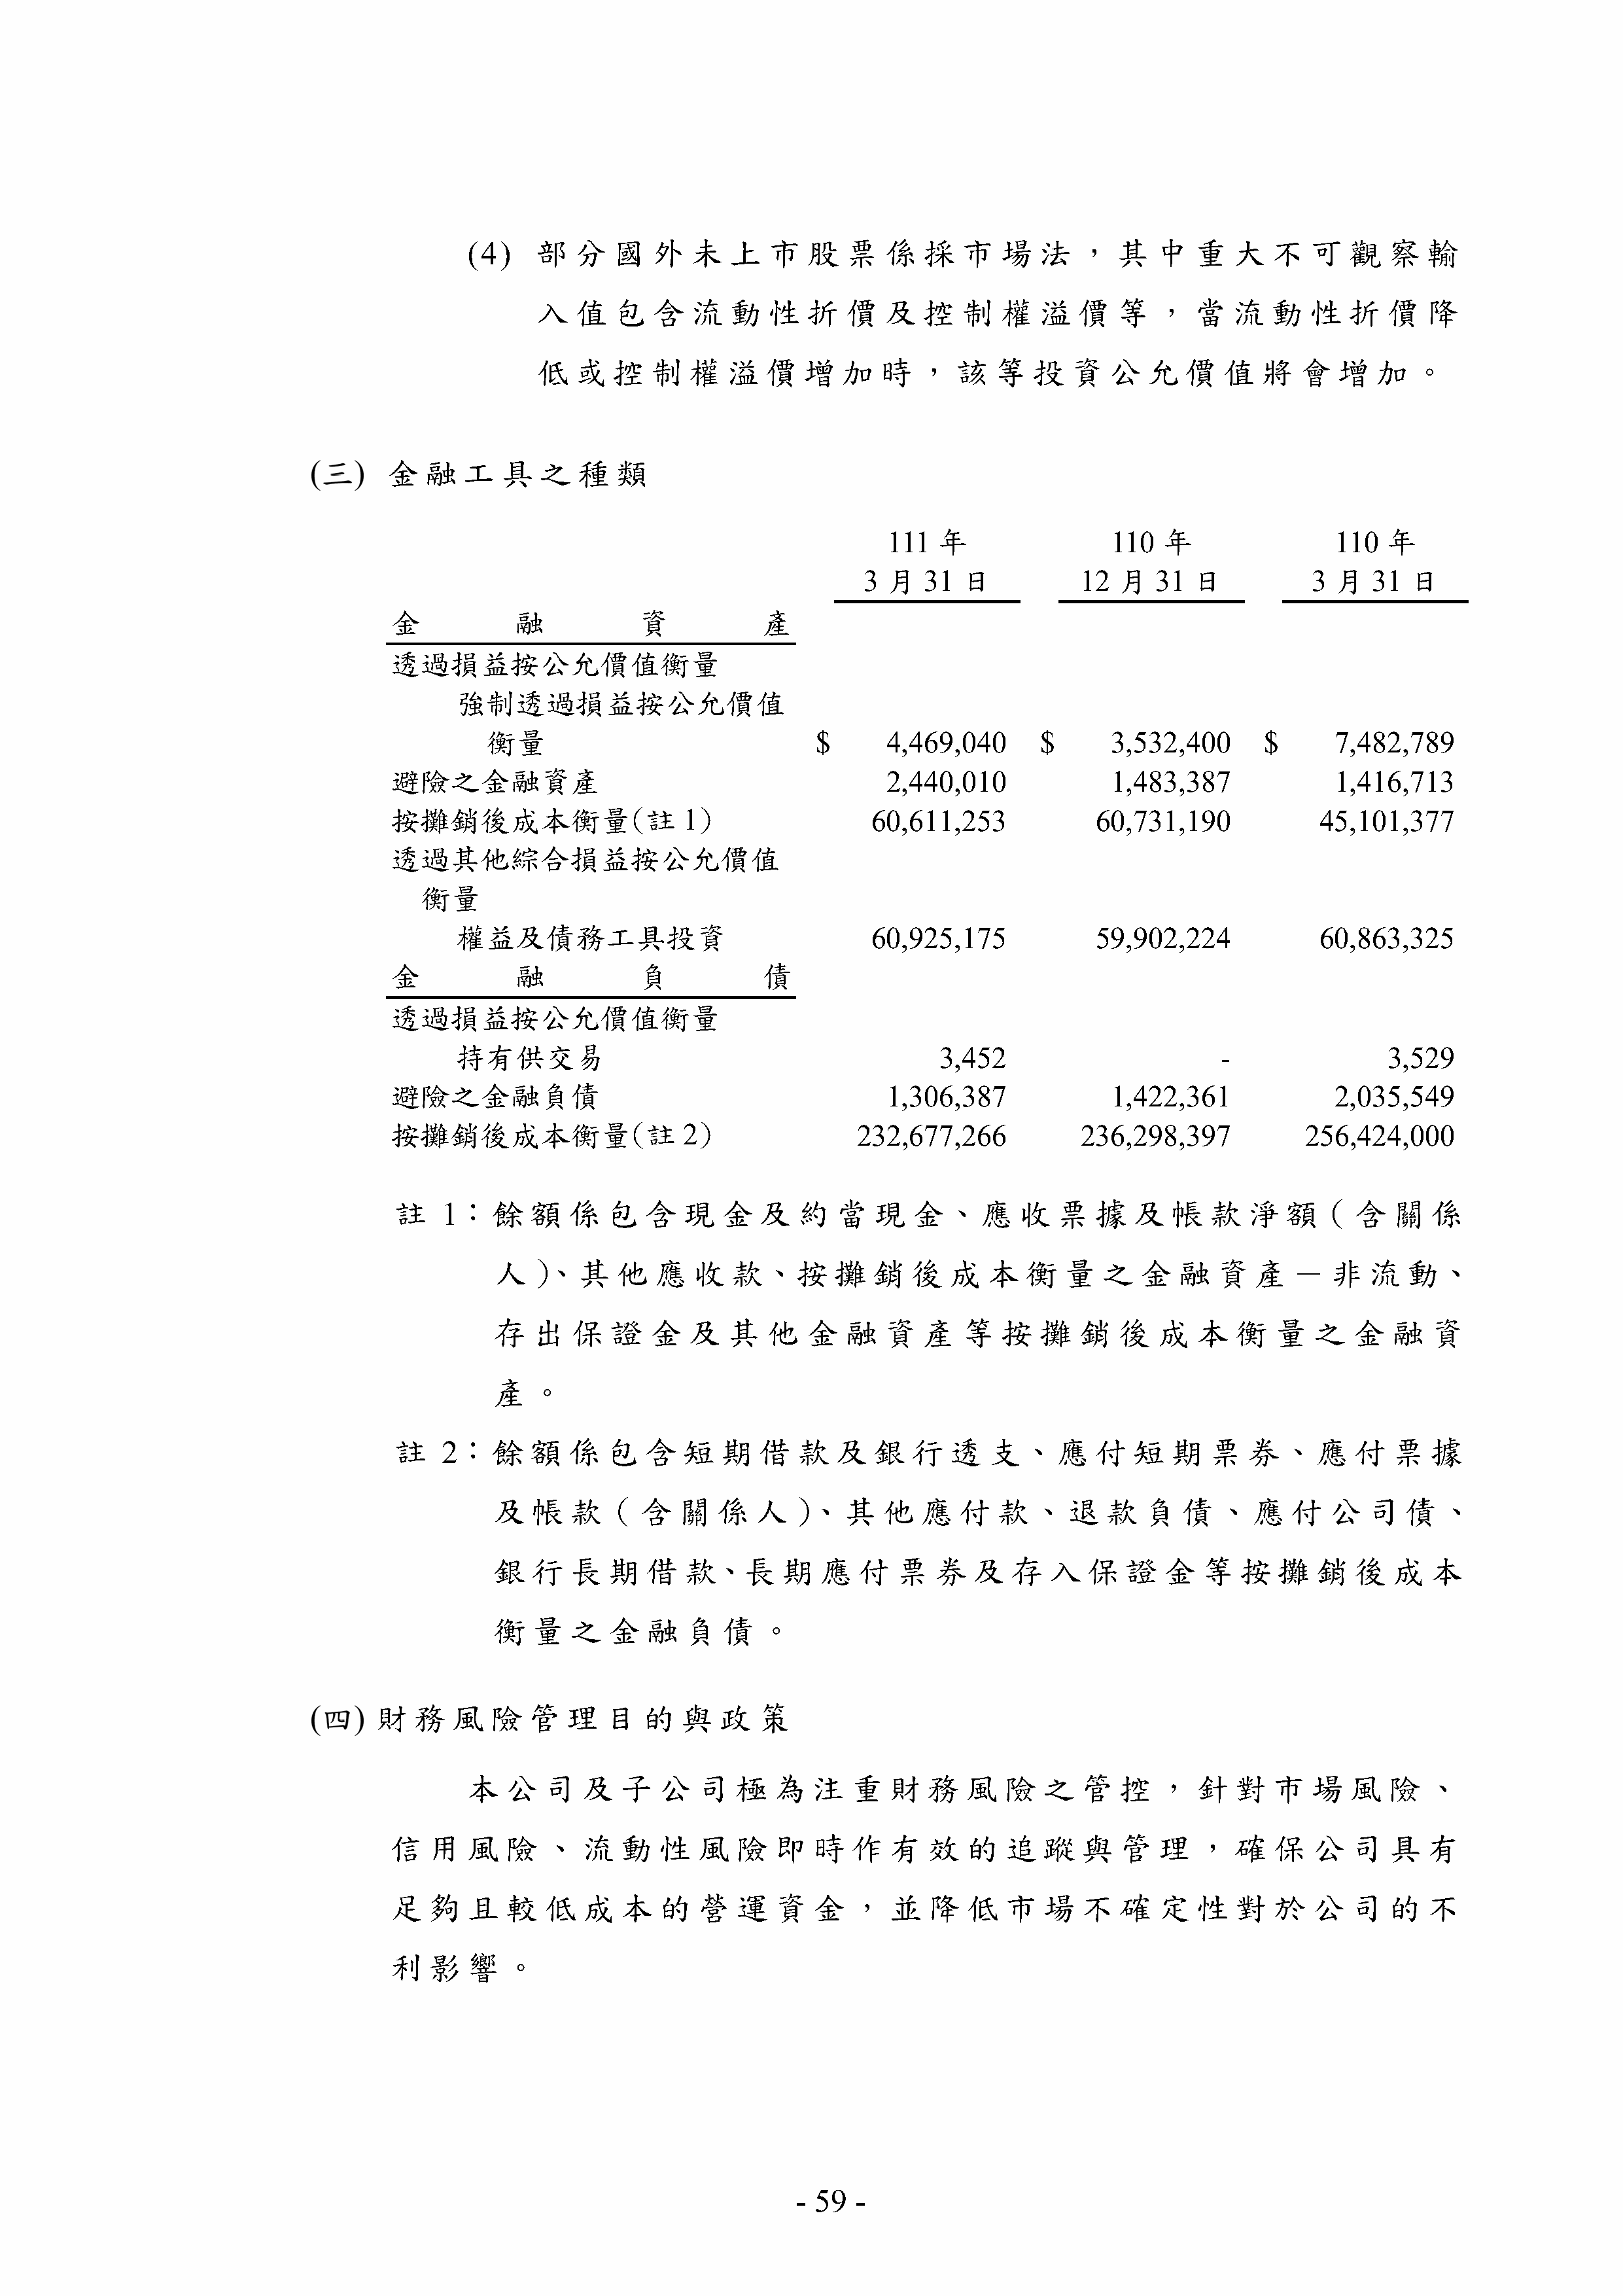 (4) 部分國外未上市股票係採市場法，其中重大不可觀察輸
入值包含流動性折價及控制權溢價等，當流動性折價降
低或控制權溢價增加時，該等投資公允價值將會增加。
(三) 金融工具之種類
111 年 110 年 110 年
3 月 31 日 12 月 31 日 3 月 31 日
金融資產
透過損益按公允價值衡量
強制透過損益按公允價值
衡量 $ 4,469,040 $ 3,532,400 $ 7,482,789
避險之金融資產 2,440,010 1,483,387 1,416,713
按攤銷後成本衡量(註 1) 60,611,253 60,731,190 45,101,377
透過其他綜合損益按公允價值
衡量
權益及債務工具投資 60,925,175 59,902,224 60,863,325
金融負債
透過損益按公允價值衡量
持有供交易 3,452 - 3,529
避險之金融負債 1,306,387 1,422,361 2,035,549
按攤銷後成本衡量(註 2) 232,677,266 236,298,397 256,424,000
註 1：餘額係包含現金及約當現金、應收票據及帳款淨額（含關係
人）、其他應收款、按攤銷後成本衡量之金融資產－非流動、
存出保證金及其他金融資產等按攤銷後成本衡量之金融資
產。
註 2：餘額係包含短期借款及銀行透支、應付短期票券、應付票據
及帳款（含關係人）、其他應付款、退款負債、應付公司債、
銀行長期借款、長期應付票券及存入保證金等按攤銷後成本
衡量之金融負債。
(四) 財務風險管理目的與政策
本公司及子公司極為注重財務風險之管控，針對市場風險、
信用風險、流動性風險即時作有效的追蹤與管理，確保公司具有
足夠且較低成本的營運資金，並降低市場不確定性對於公司的不
利影響。
- 59 -